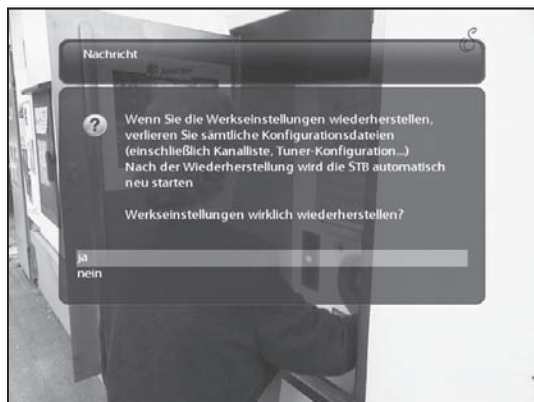 Nachricht
Wenn Sie die Werkseinstellungen wiederherstellen,
verlieren Sie sämtliche Konfigurationsdateien
(einschließlich Kanalliste, Tuner-Konfiguration...)
Nach der Wiederherstellung wird die STB automatisch
neu starten
Werkseinstellungen wirklich wiederherstellen?
ja
nein